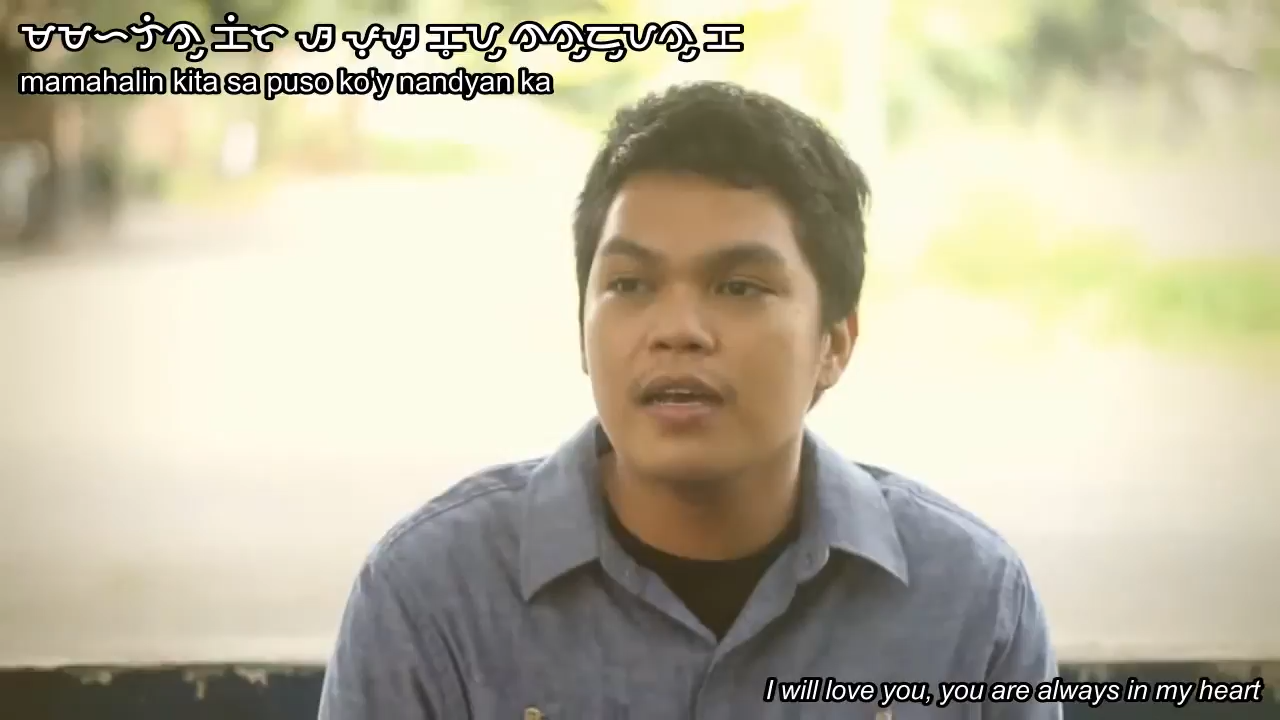 ᜋᜋᜑᜎᜒᜈ᜔ ᜃᜒᜆ ᜐ ᜉᜓᜐᜓ ᜃᜓᜌ᜔ ᜈᜈ᜔ᜇ᜔ᜌᜈ᜔ ᜃ
mamahalin kita sa puso ko'y nandyan ka
I will love you, you are always in my heart